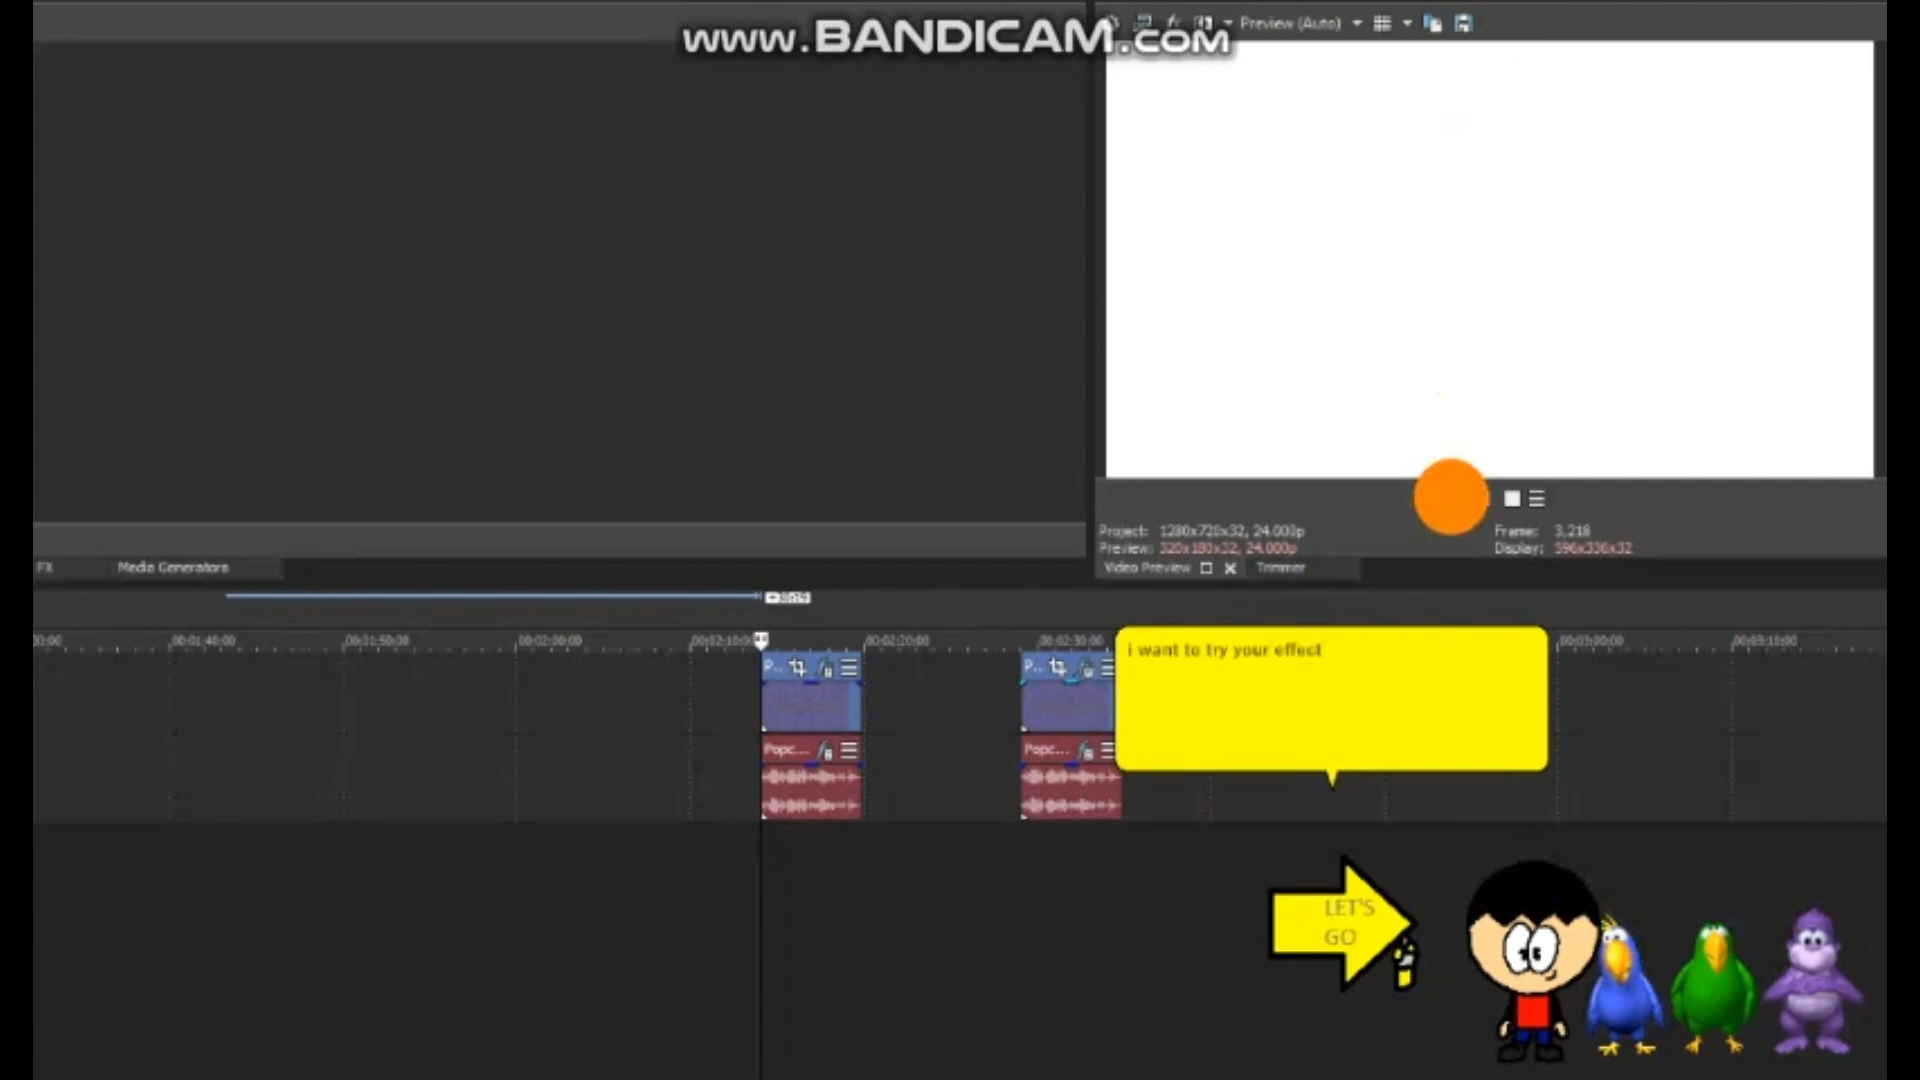 www.BANDICAM.com
Preview (Auto)
Project: 1280x720x32, 24.000p
Frame: 3,218
Preview: 320x180x32, 24.000p
Display: 596x336x32
Video Preview
Trimmer
FX
Media Generators
00:01:40:00
00:01:50:00
00:02:00:00
00:02:10:00
00:02:20:00
00:02:30:00
00:03:00:00
00:03:10:00
i want to try your effect
P...
P...
Popc...
Popc...
LET'S
GO